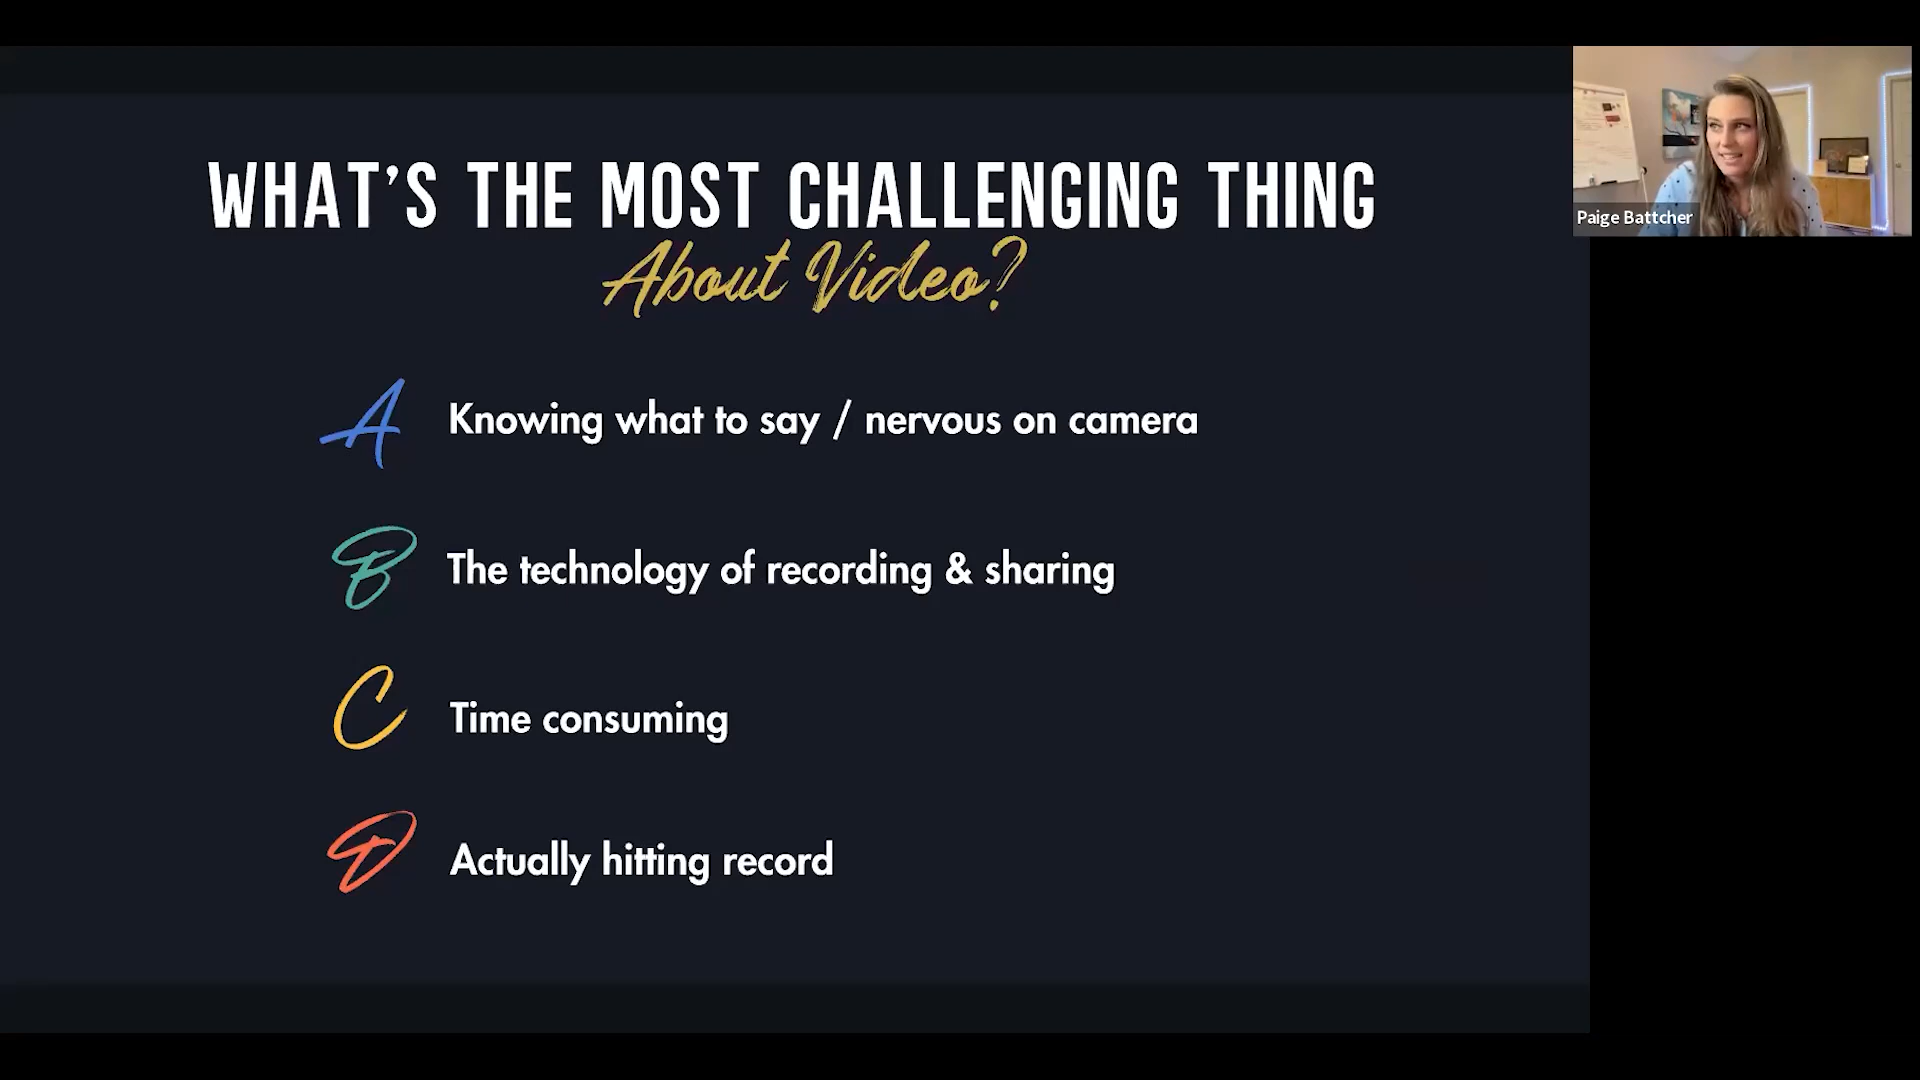 WHAT'S THE MOST CHALLENGING THING
About Video?
A Knowing what to say / nervous on camera
B The technology of recording & sharing
C Time consuming
D Actually hitting record
Paige Battcher